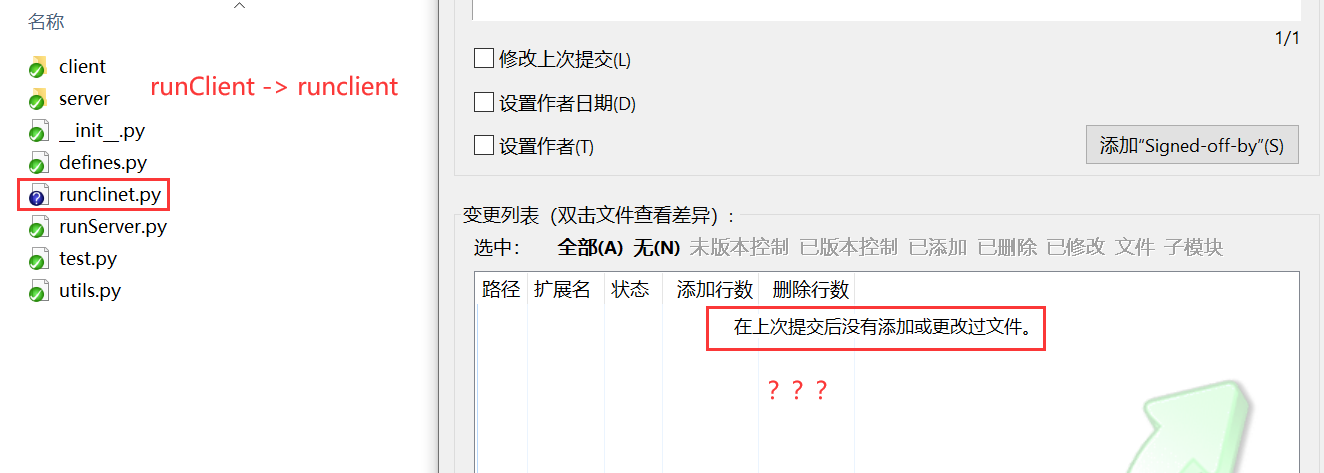 名称
client
server
__init__.py
defines.py
runclinet.py
runServer.py
test.py
utils.py
runClient -> runclient
1/1
修改上次提交(L)
设置作者日期(D)
设置作者(T)
添加“Signed-off-by”(S)
变更列表（双击文件查看差异）:
选中: 全部(A) 无(N) 未版本控制 已版本控制 已添加 已删除 已修改 文件 子模块
路径 扩展名 状态 添加行数 删除行数
在上次提交后没有添加或更改过文件。
？？？